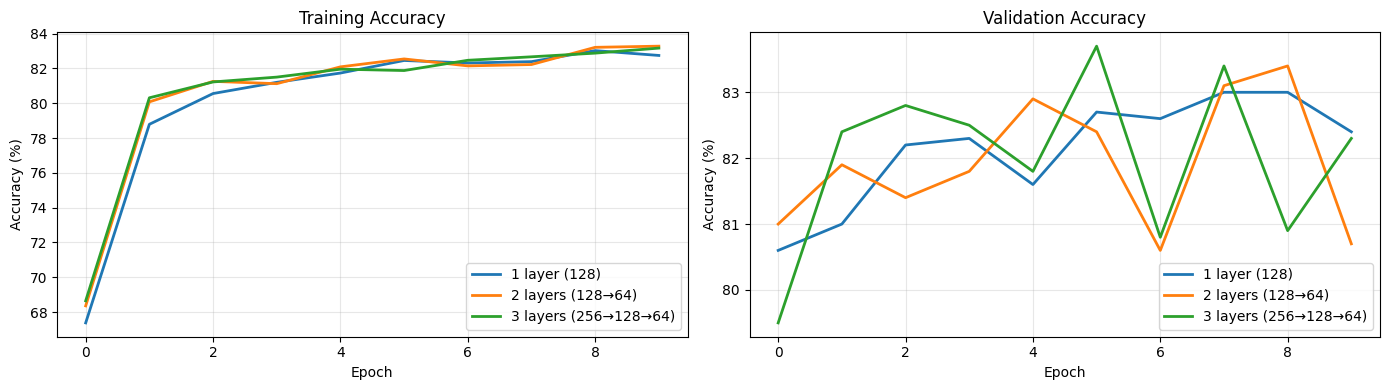 Training Accuracy
Accuracy (%)
84
82
80
78
76
74
72
70
68
0
2
4
6
8
Epoch
1 layer (128)
2 layers (128→64)
3 layers (256→128→64)
Validation Accuracy
Accuracy (%)
83
82
81
80
0
2
4
6
8
Epoch
1 layer (128)
2 layers (128→64)
3 layers (256→128→64)